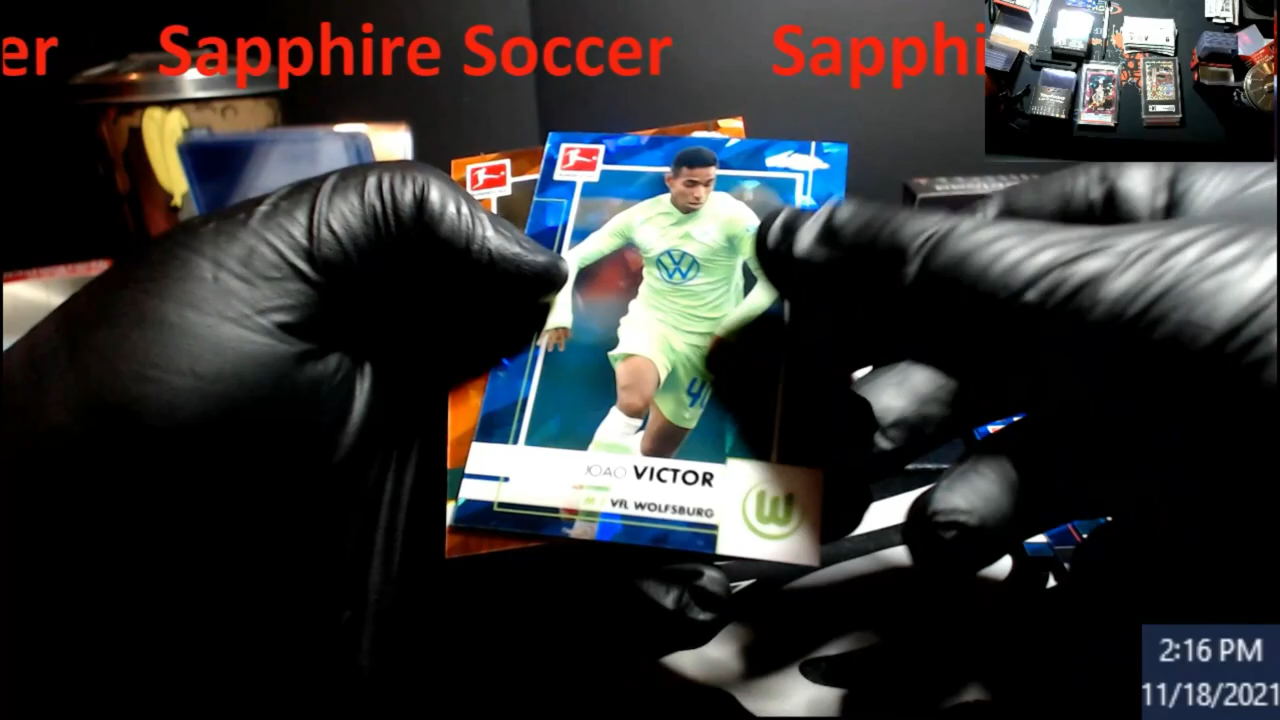 er Sapphire Soccer Sapphi
JOAO VICTOR
M VfL WOLFSBURG
W
2:16 PM
11/18/2021